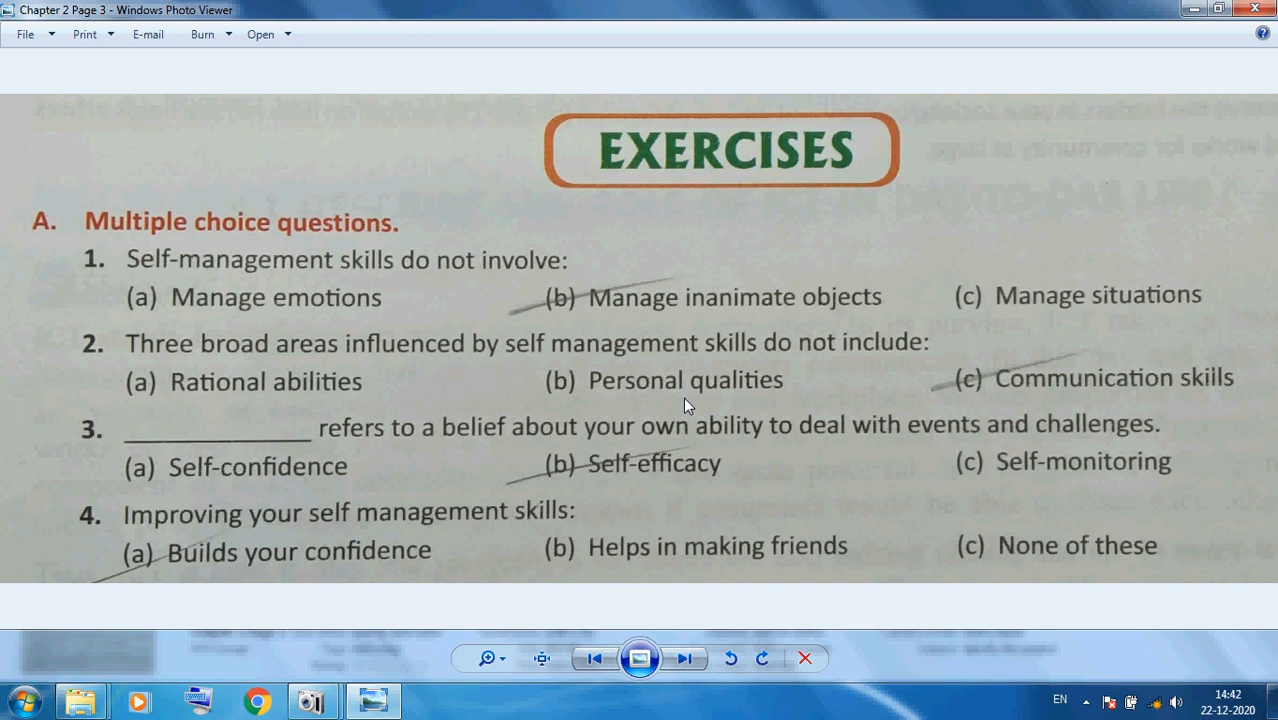 Chapter 2 Page 3 - Windows Photo Viewer
File Print E-mail Burn Open
EXERCISES
A. Multiple choice questions.
1. Self-management skills do not involve:
(a) Manage emotions (b) Manage inanimate objects (c) Manage situations
2. Three broad areas influenced by self management skills do not include:
(a) Rational abilities (b) Personal qualities (c) Communication skills
3. ______________ refers to a belief about your own ability to deal with events and challenges.
(a) Self-confidence (b) Self-efficacy (c) Self-monitoring
4. Improving your self management skills:
(a) Builds your confidence (b) Helps in making friends (c) None of these
EN
14:42
22-12-2020